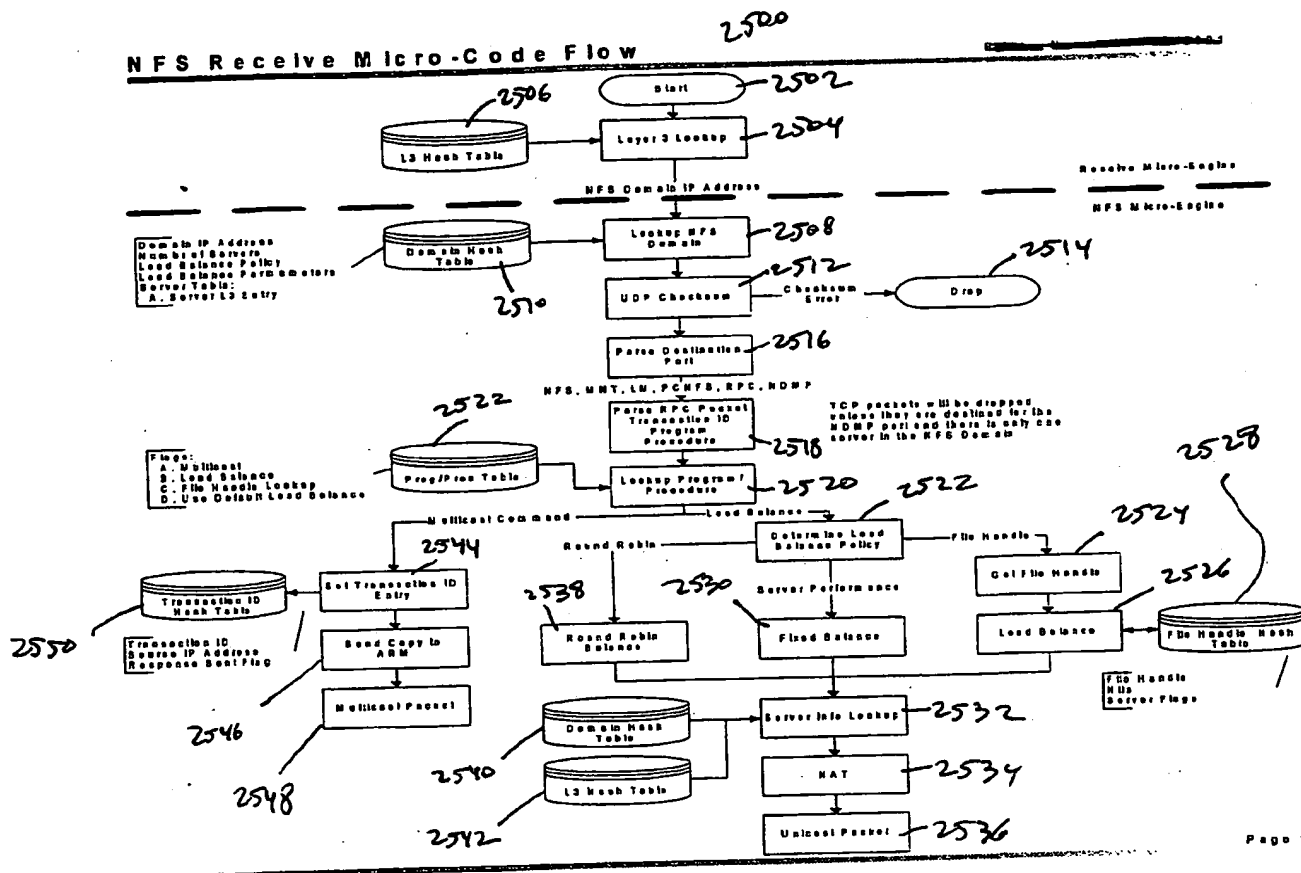 2500
NFS Receive Micro-Code Flow
2506
Start
2502
L3 Hash Table
Layer 3 Lookup
2504
Receive Micro-Engine
NFS Domain IP Address
NFS Micro-Engine
Domain IP Address
Number of Servers
Load Balance Policy
Load Balance Parmameters
Server Table:
A. Server L3 Entry
Domain Hash
Table
2510
Lookup NFS
Domain
2508
2512
UDP Checksum
Checksum
Error
2514
Drop
Parse Destination
Port
2516
NFS, MNT, LM, PCNFS, RPC, NDMP
Parse RPC Packet
Transaction ID
Program
Procedure
2518
TCP packets will be dropped
unless they are destined for the
NDMP port and there is only one
server in the NFS Domain
2522
Flags:
A. Multicast
B. Load Balance
C. File Handle Lookup
D. Use Default Load Balance
Prog/Proc Table
Lookup Program/
Procedure
2520
2528
Multicast Command
Load Balance
2522
2524
2544
Round Robin
Determine Load
Balance Policy
File Handle
Set Transaction ID
Entry
Get File Handle
2526
Transaction ID
Hash Table
2538
2530
Server Performance
2550
Transaction ID
Source IP Address
Response Sent Flag
Send Copy to
ARM
Round Robin
Balance
Fixed Balance
Load Balance
File Handle Hash
Table
File Handle
Hits
Server Flags
2546
Multicast Packet
Domain Hash
Table
Server Info Lookup
2532
2548
2540
L3 Hash Table
NAT
2534
2542
Unicast Packet
2536
Page